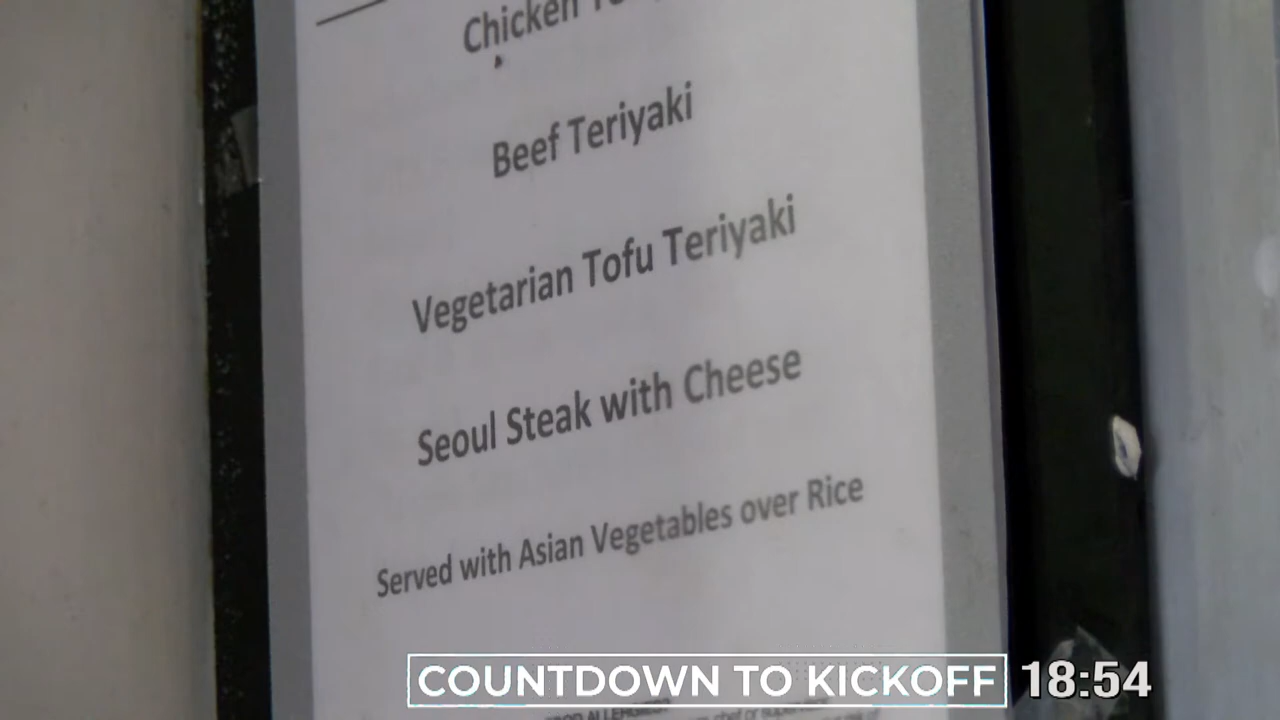 Chicken
Beef Teriyaki
Vegetarian Tofu Teriyaki
Seoul Steak with Cheese
Served with Asian Vegetables over Rice
COUNTDOWN TO KICKOFF 18:54